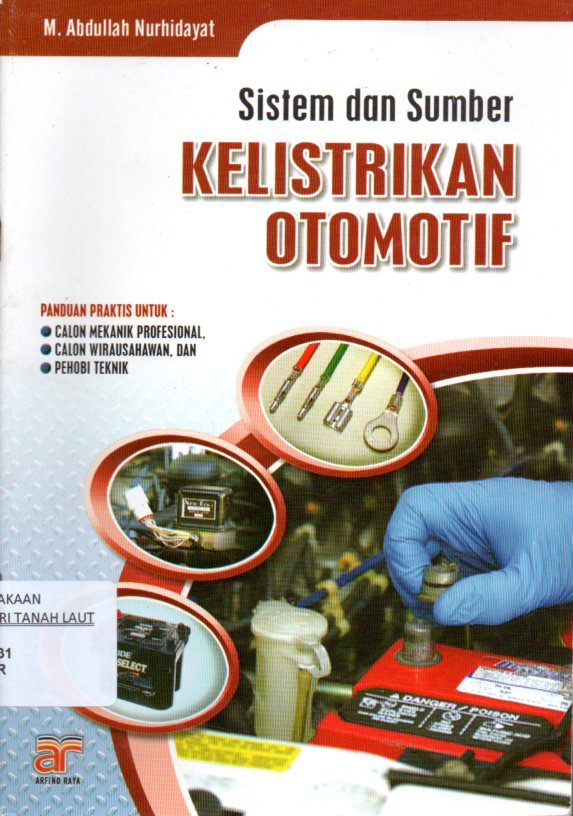 M. Abdullah Nurhidayat
Sistem dan Sumber
KELISTRIKAN
OTOMOTIF
PANDUAN PRAKTIS UNTUK :
CALON MEKANIK PROFESIONAL,
CALON WIRAUSAHAWAN, DAN
PEHOBI TEKNIK
AKAAN
RI TANAH LAUT
31
R
SELECT
DANGER / POISON
ar
ARFINO RAYA